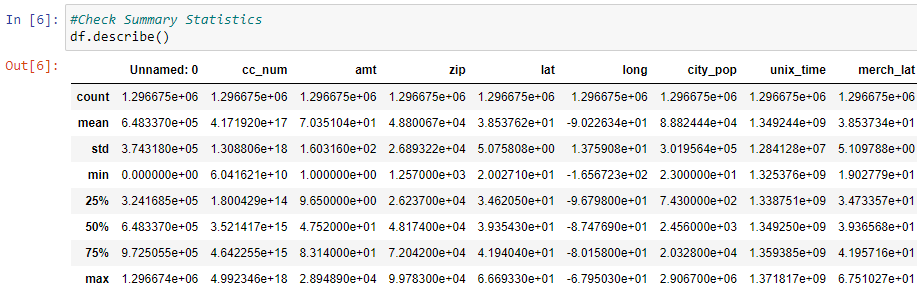 In [6]: #Check Summary Statistics
df.describe()
Out[6]:
Unnamed: 0 cc_num amt zip lat long city_pop unix_time merch_lat
count 1.296675e+06 1.296675e+06 1.296675e+06 1.296675e+06 1.296675e+06 1.296675e+06 1.296675e+06 1.296675e+06 1.296675e+06
mean 6.483370e+05 4.171920e+17 7.035104e+01 4.880067e+04 3.853762e+01 -9.022634e+01 8.882444e+04 1.349244e+09 3.853734e+01
std 3.743180e+05 1.308806e+18 1.603160e+02 2.689322e+04 5.075808e+00 1.375908e+01 3.019564e+05 1.284128e+07 5.109788e+00
min 0.000000e+00 6.041621e+10 1.000000e+00 1.257000e+03 2.002710e+01 -1.656723e+02 2.300000e+01 1.325376e+09 1.902779e+01
25% 3.241685e+05 1.800429e+14 9.650000e+00 2.623700e+04 3.462050e+01 -9.679800e+01 7.430000e+02 1.338751e+09 3.473357e+01
50% 6.483370e+05 3.521417e+15 4.752000e+01 4.817400e+04 3.935430e+01 -8.747690e+01 2.456000e+03 1.349250e+09 3.936568e+01
75% 9.725055e+05 4.642255e+15 8.314000e+01 7.204200e+04 4.194040e+01 -8.015800e+01 2.032800e+04 1.359385e+09 4.195716e+01
max 1.296674e+06 4.992346e+18 2.894890e+04 9.978300e+04 6.669330e+01 -6.795030e+01 2.906700e+06 1.371817e+09 6.751027e+01